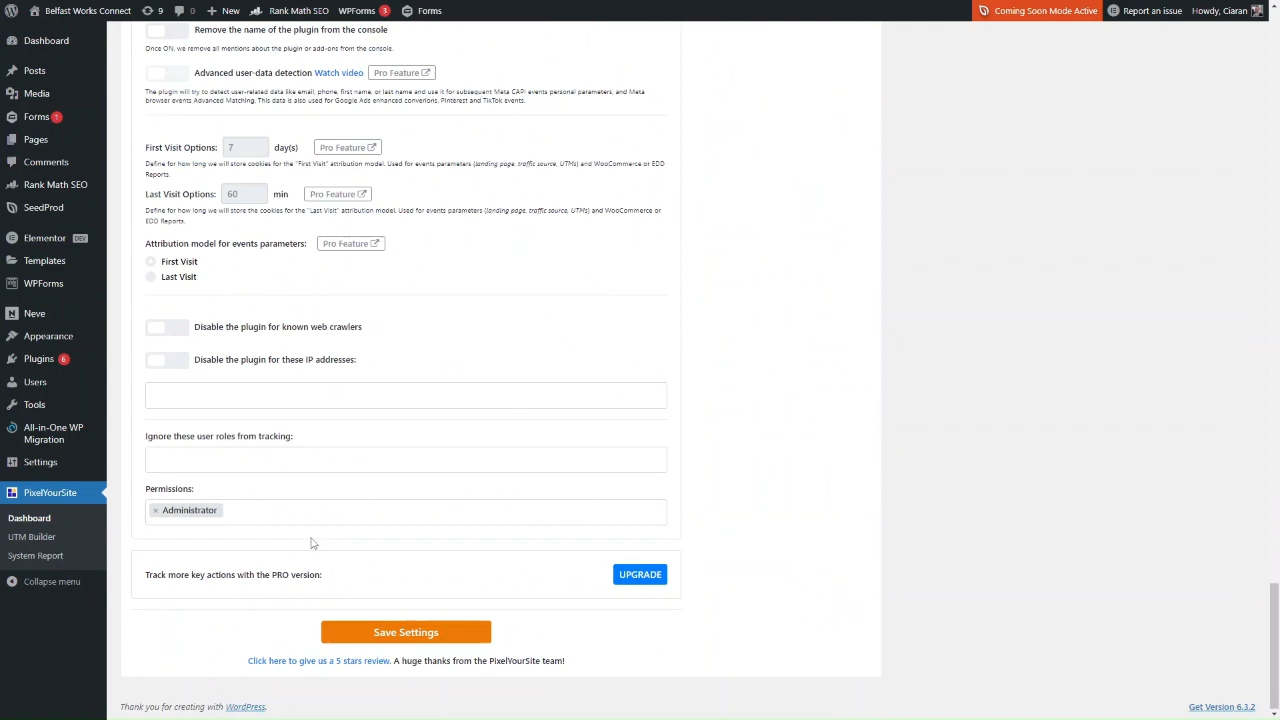 Belfast Works Connect 9 0 New Rank Math SEO WPForms 3 Forms Coming Soon Mode Active Report an issue Howdy, Ciaran
Dashboard
Posts
Media
Forms 1
Pages
Comments
Rank Math SEO
SeedProd
Elementor DEV
Templates
WPForms
Neve
Appearance
Plugins 6
Users
Tools
All-in-One WP
Migration
Settings
PixelYourSite
Dashboard
UTM Builder
System Report
Collapse menu
Remove the name of the plugin from the console
Once ON, we remove all mentions about the plugin or add-ons from the console.
Advanced user-data detection Watch video Pro Feature
The plugin will try to detect user-related data like email, phone, first name, or last name and use it for subsequent Meta CAPI events personal parameters, and Meta
browser events Advanced Matching. This data is also used for Google Ads enhanced converions, Pinterest and TikTok events.
First Visit Options: 7 day(s) Pro Feature
Define for how long we will store cookies for the "First Visit" attribution model. Used for events parameters (landing page, traffic source, UTMs) and WooCommerce or EDD
Reports.
Last Visit Options: 60 min Pro Feature
Define for how long we will store the cookies for the "Last Visit" attribution model. Used for events parameters (landing page, traffic source, UTMs) and WooCommerce or
EDD Reports.
Attribution model for events parameters: Pro Feature
First Visit
Last Visit
Disable the plugin for known web crawlers
Disable the plugin for these IP addresses:
Ignore these user roles from tracking:
Permissions:
× Administrator
Track more key actions with the PRO version: UPGRADE
Save Settings
Click here to give us a 5 stars review. A huge thanks from the PixelYourSite team!
Thank you for creating with WordPress. Get Version 6.3.2